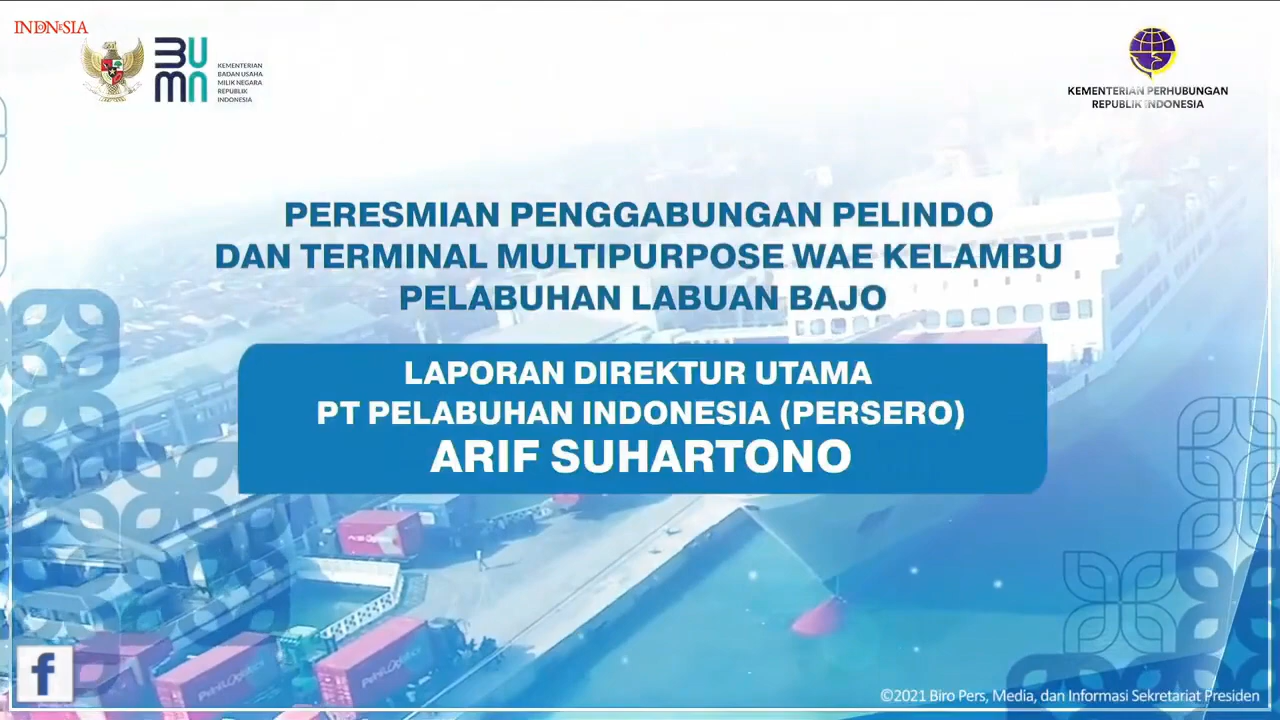 INDONESIA
BUMN
KEMENTERIAN
BADAN USAHA
MILIK NEGARA
REPUBLIK
INDONESIA
KEMENTERIAN PERHUBUNGAN
REPUBLIK INDONESIA
PERESMIAN PENGGABUNGAN PELINDO
DAN TERMINAL MULTIPURPOSE WAE KELAMBU
PELABUHAN LABUAN BAJO
LAPORAN DIREKTUR UTAMA
PT PELABUHAN INDONESIA (PERSERO)
ARIF SUHARTONO
f
©2021 Biro Pers, Media, dan Informasi Sekretariat Presiden